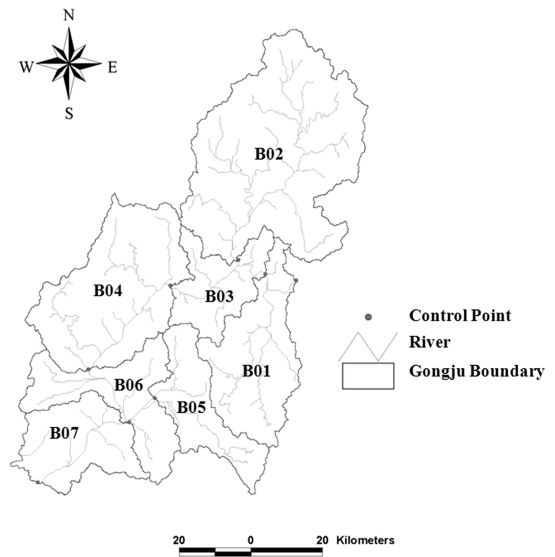 N
W E
S
B02
B04
B03
B01
B06
B05
B07
Control Point
River
Gongju Boundary
20 0 20 Kilometers